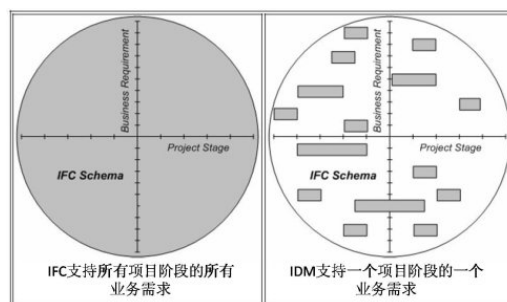 Business Requirement
Project Stage
IFC Schema
IFC支持所有项目阶段的所有
业务需求
Business Requirement
Project Stage
IFC Schema
IDM支持一个项目阶段的一个
业务需求